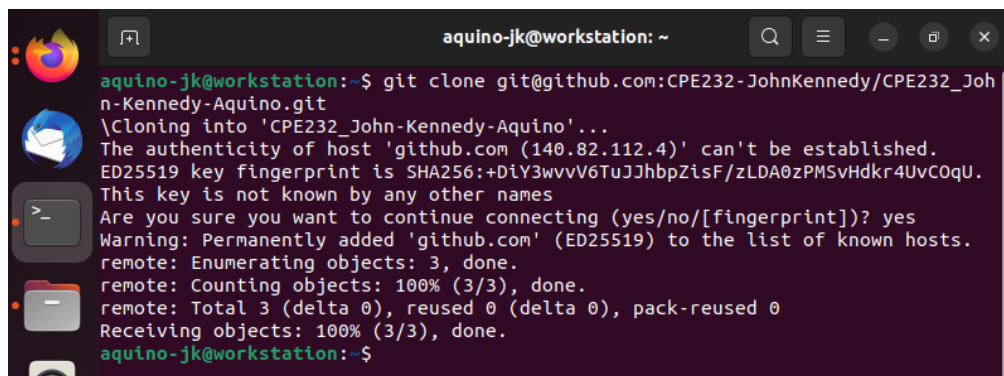 aquino-jk@workstation: ~
aquino-jk@workstation:~$ git clone git@github.com:CPE232-JohnKennedy/CPE232_Joh
n-Kennedy-Aquino.git
\Cloning into 'CPE232_John-Kennedy-Aquino'...
The authenticity of host 'github.com (140.82.112.4)' can't be established.
ED25519 key fingerprint is SHA256:+DiY3wvvV6TuJJhbpZisF/zLDA0zPMSvHdkr4UvCOqU.
This key is not known by any other names
Are you sure you want to continue connecting (yes/no/[fingerprint])? yes
Warning: Permanently added 'github.com' (ED25519) to the list of known hosts.
remote: Enumerating objects: 3, done.
remote: Counting objects: 100% (3/3), done.
remote: Total 3 (delta 0), reused 0 (delta 0), pack-reused 0
Receiving objects: 100% (3/3), done.
aquino-jk@workstation:~$